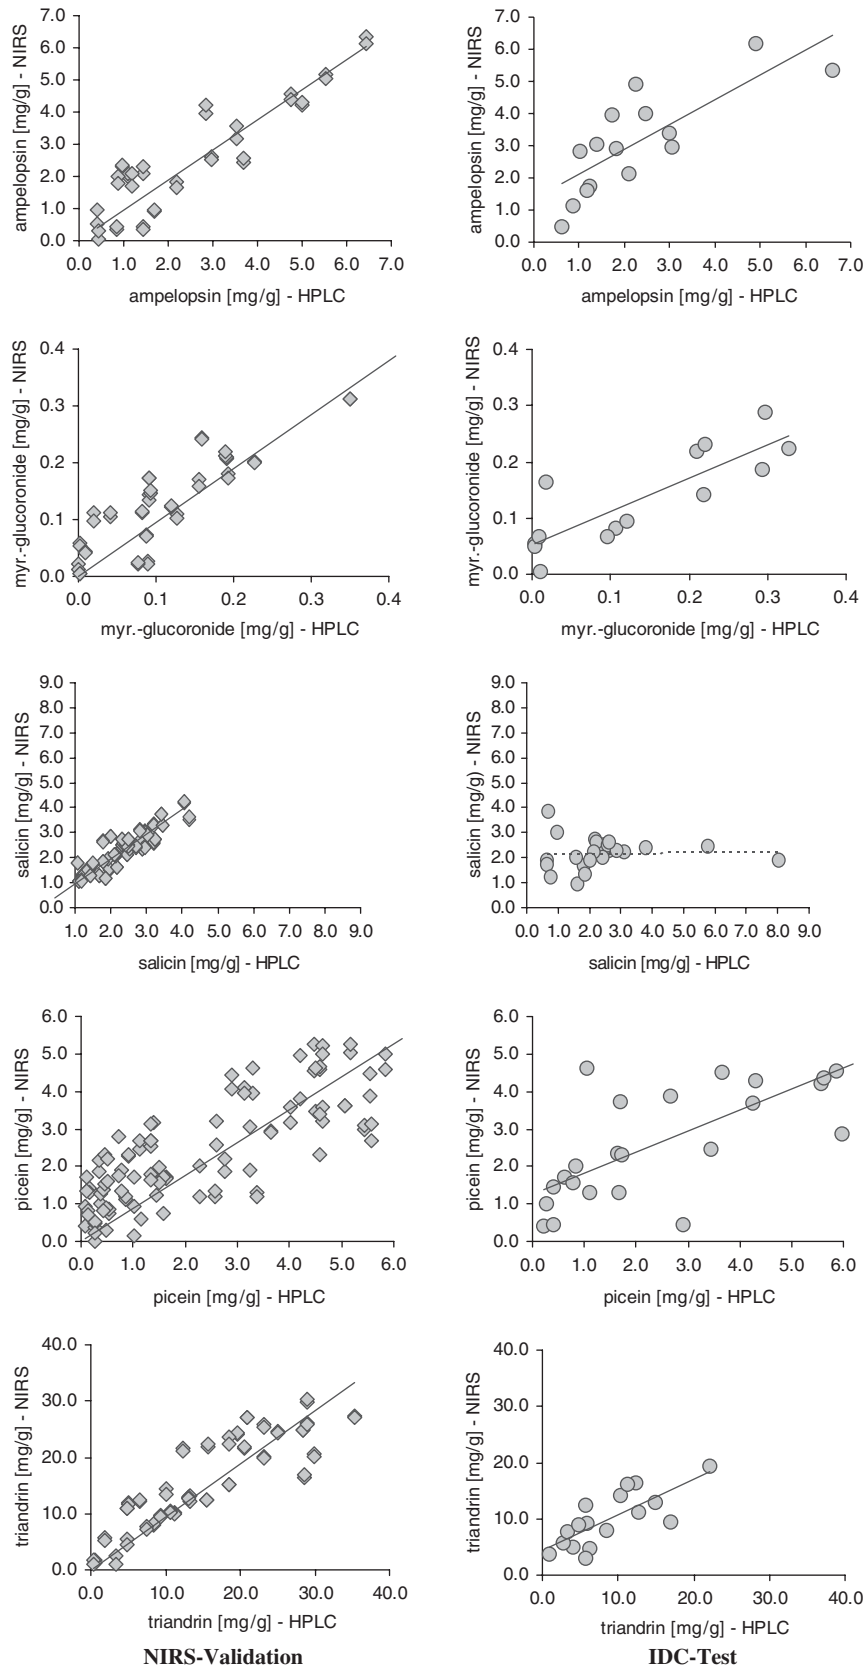 7.0
6.0
5.0
4.0
3.0
2.0
1.0
0.0
ampelopsin [mg/g] - NIRS
0.0 1.0 2.0 3.0 4.0 5.0 6.0 7.0
ampelopsin [mg/g] - HPLC
7.0
6.0
5.0
4.0
3.0
2.0
1.0
0.0
ampelopsin [mg/g] - NIRS
0.0 1.0 2.0 3.0 4.0 5.0 6.0 7.0
ampelopsin [mg/g] - HPLC
0.4
0.3
0.2
0.1
0.0
myr.-glucoronide [mg/g] - NIRS
0.0 0.1 0.2 0.3 0.4
myr.-glucoronide [mg/g] - HPLC
0.4
0.3
0.2
0.1
0.0
myr.-glucoronide [mg/g] - NIRS
0.0 0.1 0.2 0.3 0.4
myr.-glucoronide [mg/g] - HPLC
9.0
8.0
7.0
6.0
5.0
4.0
3.0
2.0
1.0
0.0
salicin [mg/g] - NIRS
1.0 2.0 3.0 4.0 5.0 6.0 7.0 8.0 9.0
salicin [mg/g] - HPLC
9.0
8.0
7.0
6.0
5.0
4.0
3.0
2.0
1.0
0.0
salicin [mg/g) - NIRS
0.0 1.0 2.0 3.0 4.0 5.0 6.0 7.0 8.0 9.0
salicin [mg/g] - HPLC
6.0
5.0
4.0
3.0
2.0
1.0
0.0
picein [mg/g] - NIRS
0.0 1.0 2.0 3.0 4.0 5.0 6.0
picein [mg/g] - HPLC
6.0
5.0
4.0
3.0
2.0
1.0
0.0
picein [mg/g] - NIRS
0.0 1.0 2.0 3.0 4.0 5.0 6.0
picein [mg/g] - HPLC
40.0
30.0
20.0
10.0
0.0
triandrin [mg/g] - NIRS
0.0 10.0 20.0 30.0 40.0
triandrin [mg/g] - HPLC
NIRS-Validation
40.0
30.0
20.0
10.0
0.0
triandrin [mg/g] - NIRS
0.0 10.0 20.0 30.0 40.0
triandrin [mg/g] - HPLC
IDC-Test